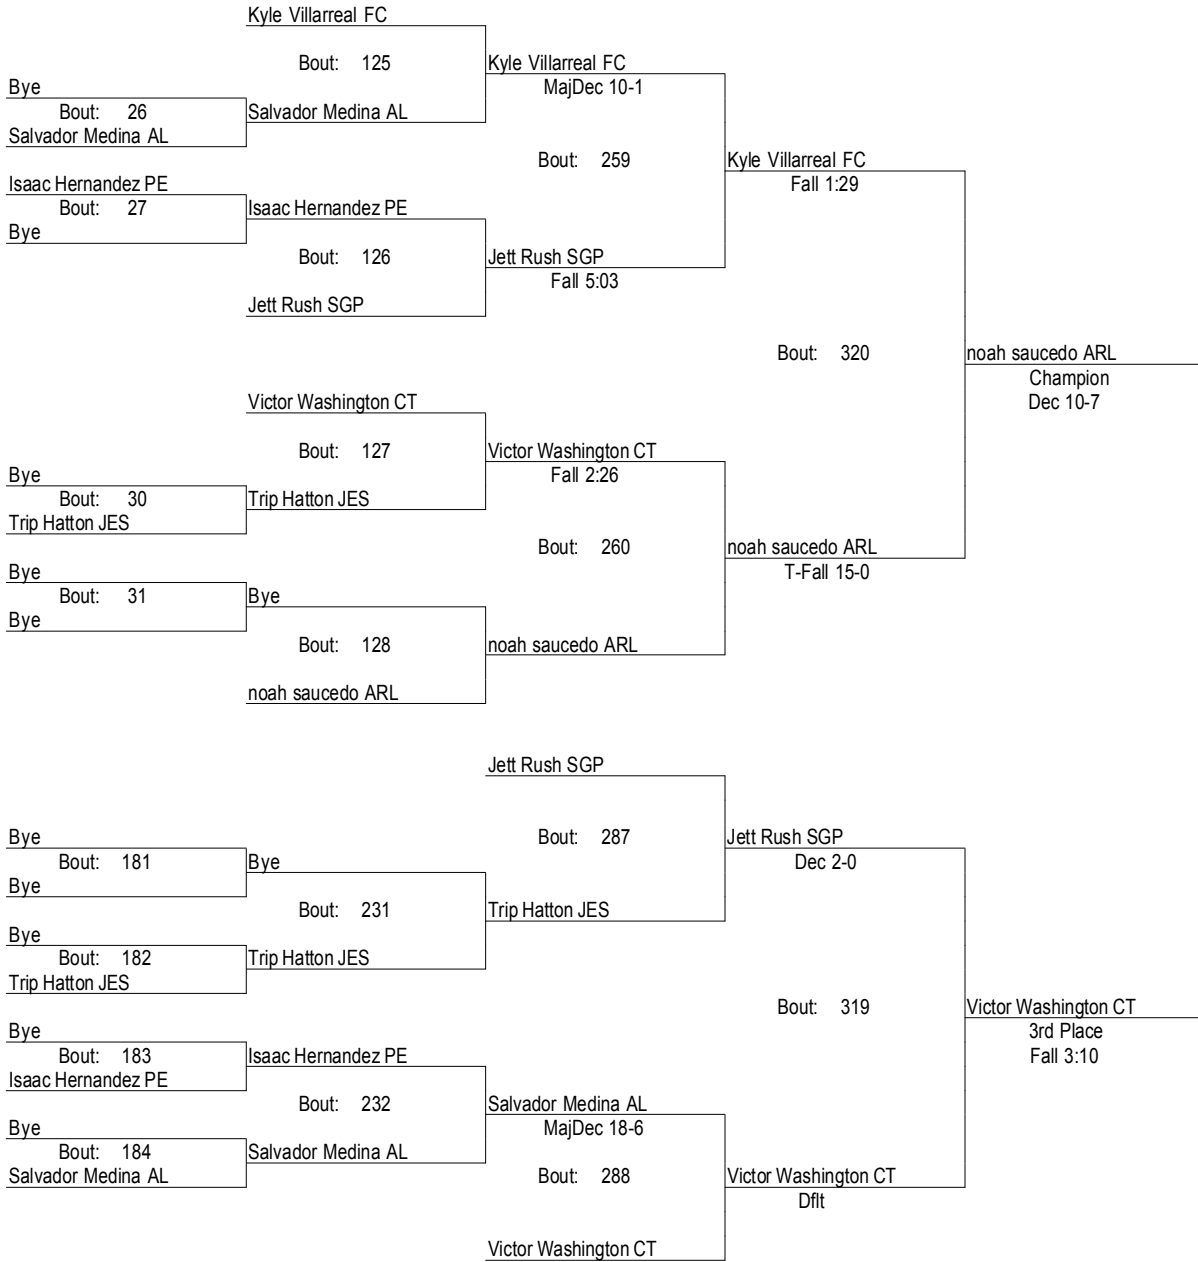 Kyle Villarreal FC
Bout: 125
Kyle Villarreal FC
Bye
MajDec 10-1
Bout: 26
Salvador Medina AL
Salvador Medina AL
Bout: 259
Kyle Villarreal FC
Isaac Hernandez PE
Fall 1:29
Bout: 27
Isaac Hernandez PE
Bye
Bout: 126
Jett Rush SGP
Fall 5:03
Jett Rush SGP
Bout: 320
noah saucedo ARL
Champion
Dec 10-7
Victor Washington CT
Bout: 127
Victor Washington CT
Bye
Fall 2:26
Bout: 30
Trip Hatton JES
Trip Hatton JES
Bout: 260
noah saucedo ARL
Bye
T-Fall 15-0
Bout: 31
Bye
Bye
Bout: 128
noah saucedo ARL
noah saucedo ARL
Jett Rush SGP
Bye
Bout: 287
Jett Rush SGP
Bout: 181
Bye
Dec 2-0
Bye
Bout: 231
Trip Hatton JES
Bye
Bout: 182
Trip Hatton JES
Trip Hatton JES
Bout: 319
Victor Washington CT
Bye
3rd Place
Bout: 183
Isaac Hernandez PE
Fall 3:10
Isaac Hernandez PE
Bout: 232
Salvador Medina AL
Bye
MajDec 18-6
Bout: 184
Salvador Medina AL
Salvador Medina AL
Bout: 288
Victor Washington CT
Dflt
Victor Washington CT